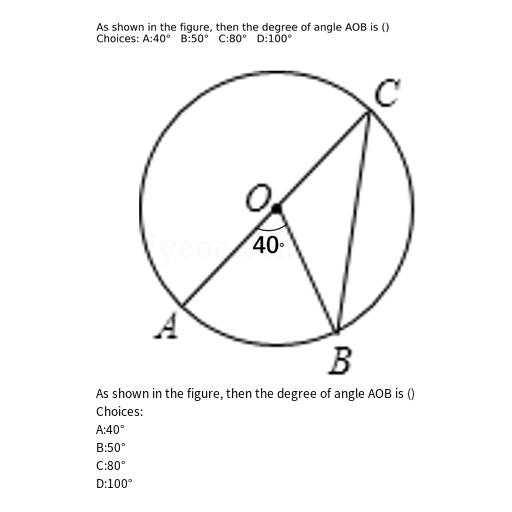 As shown in the figure, then the degree of angle AOB is ()
Choices: A:40° B:50° C:80° D:100°
C
O
40°
A
B
As shown in the figure, then the degree of angle AOB is ()
Choices:
A:40°
B:50°
C:80°
D:100°